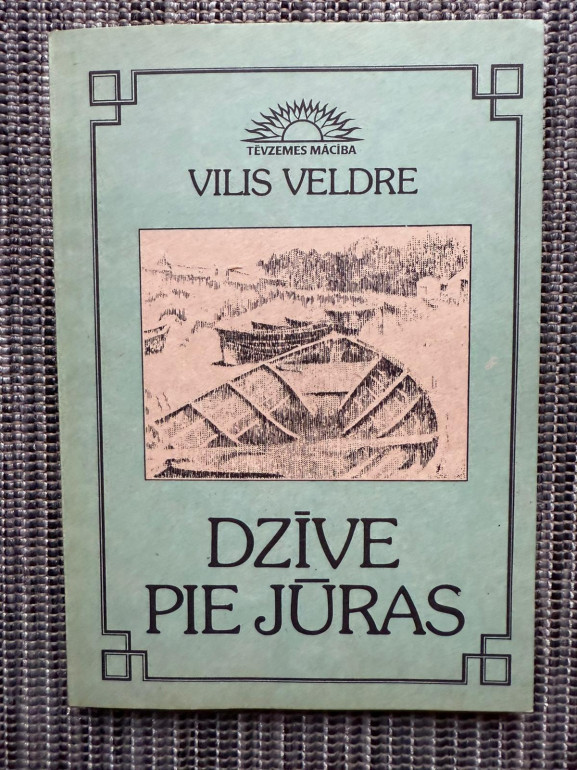 TĒVZEMES MĀCĪBA
VILIS VELDRE
DZĪVE
PIE JŪRAS